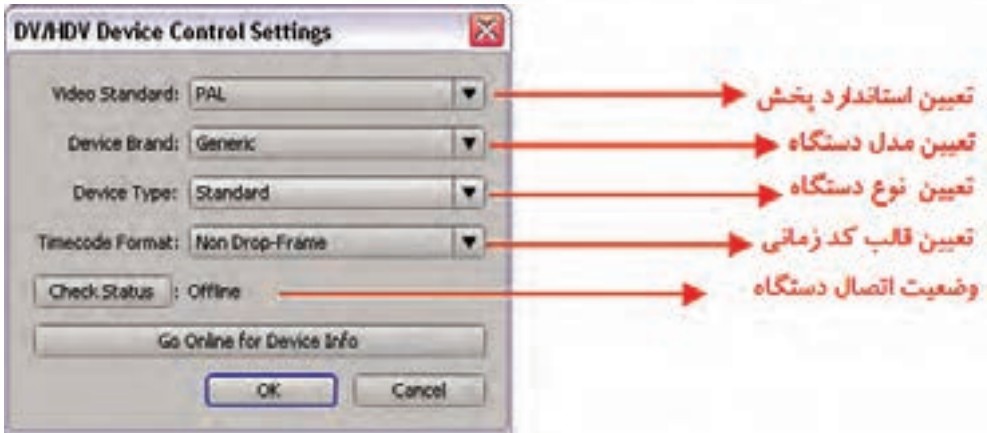 DV/HDV Device Control Settings
Video Standard: PAL تعیین استاندارد پخش
Device Brand: Generic تعیین مدل دستگاه
Device Type: Standard تعیین نوع دستگاه
Timecode Format: Non Drop-Frame تعیین قالب کد زمانی
Check Status : Offline وضعیت اتصال دستگاه
Go Online for Device Info
OK Cancel